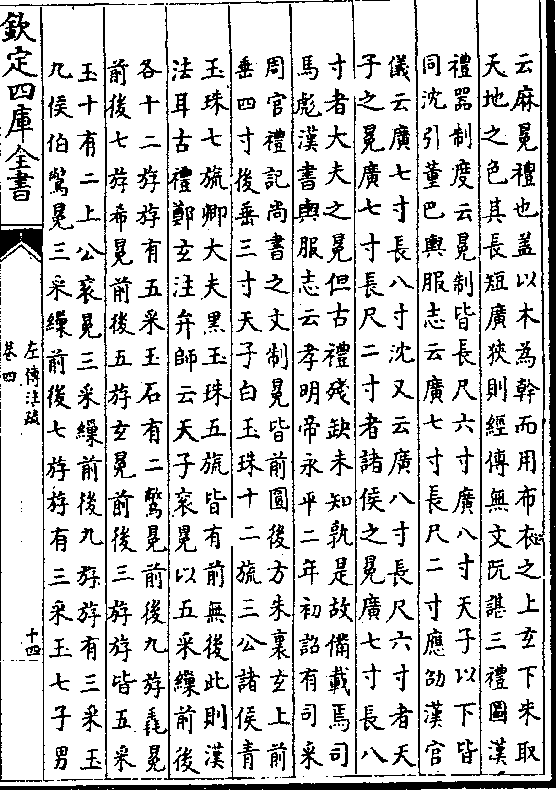 云麻冕禮也盖以木為幹而用布衣之上玄下朱取
天地之色其長短廣狹則經傳無文阮諶三禮圖漢
禮器制度云冕制皆長尺六寸廣八寸天子以下皆
同沈引董巴輿服志云廣七寸長尺二寸應劭漢官
儀云廣七寸長八寸沈又云廣八寸長尺六寸者天
子之冕廣七寸長尺二寸者諸侯之冕廣七寸長八
寸者大夫之冕但古禮殘缺未知孰是故備載焉司
馬彪漢書輿服志云孝明帝永平二年初詔有司采
周官禮記尚書之文制冕皆前圓後方朱裏玄上前
垂四寸後垂三寸天子白玉珠十二旒三公諸侯青
玉珠七旒卿大夫黑玉珠五旒皆有前無後此則漢
法耳古禮鄭玄注弁師云天子衮冕以五采繅前後
各十二斿斿有五采玉石有二鷩冕前後九斿毳冕
前後七斿希冕前後五斿玄冕前後三斿斿皆五采
玉十有二上公衮冕三采繅前後九斿斿有三采玉
九侯伯鷩冕三采繅前後七斿斿有三采玉七子男
欽定四庫全書
左傳注疏
卷四
十四